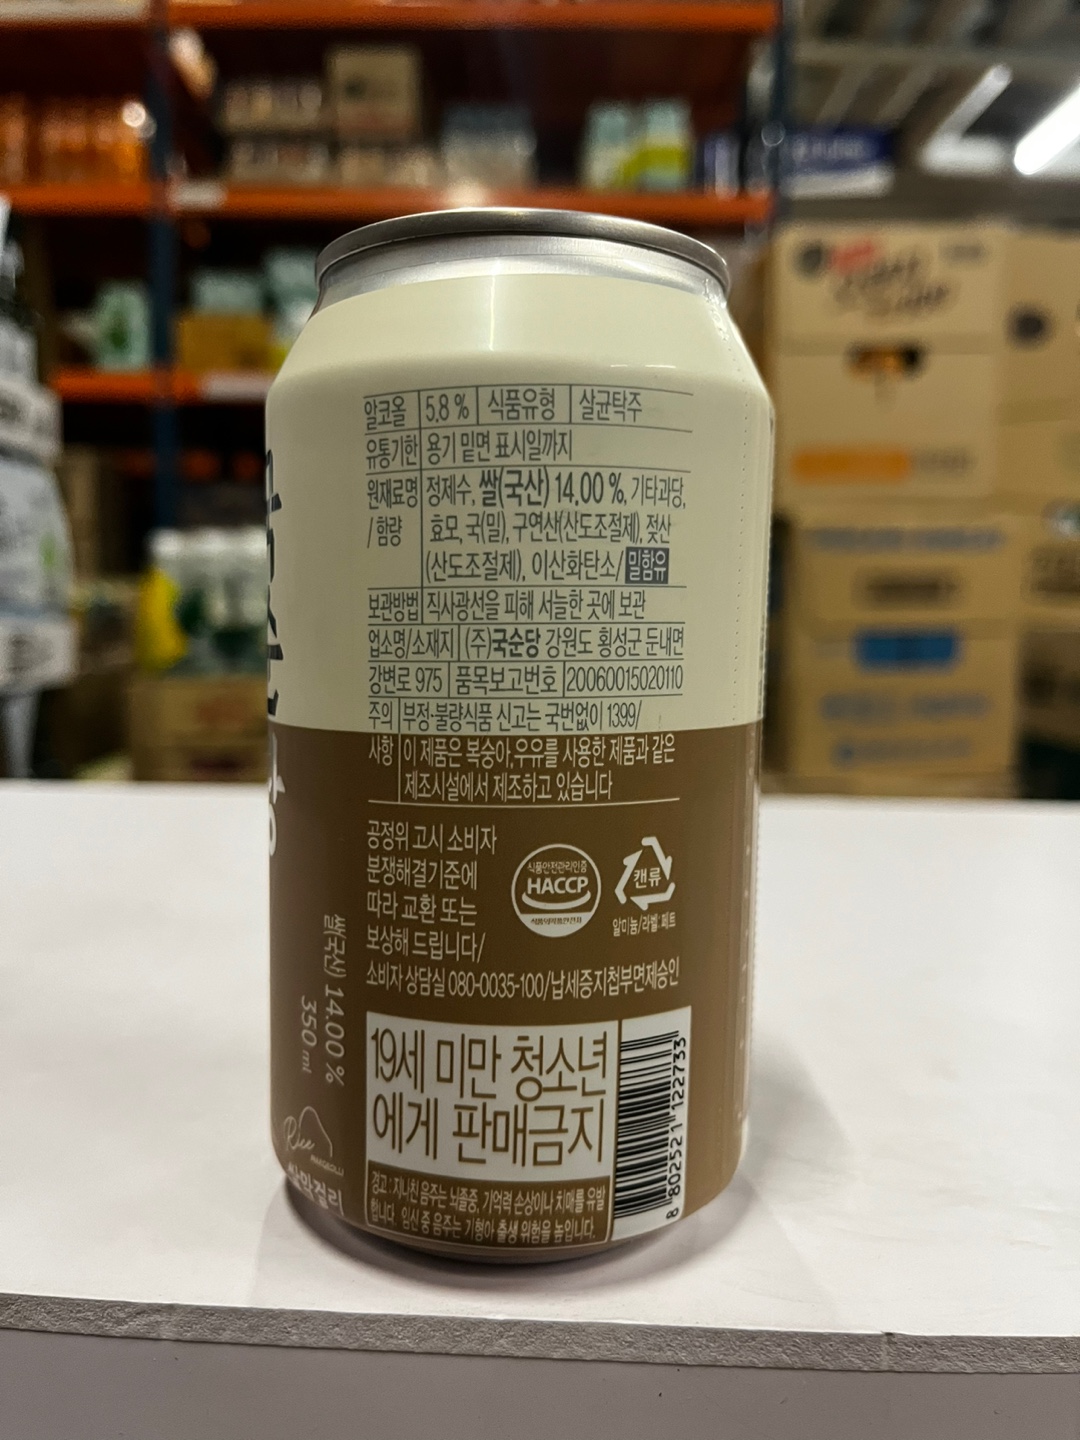 알코올 5.8 % 식품유형 살균탁주
유통기한 용기 밑면 표시일까지
원재료명 정제수, 쌀(국산) 14.00 %, 기타과당,
/ 함량 효모, 국(밀), 구연산(산도조절제), 젖산
(산도조절제), 이산화탄소/ 밀함유
보관방법 직사광선을 피해 서늘한 곳에 보관
업소명/소재지 (주)국순당 강원도 횡성군 둔내면
강변로 975 품목보고번호 20060015020110
주의 부정·불량식품 신고는 국번없이 1399/
사항 이 제품은 복숭아,우유를 사용한 제품과 같은
제조시설에서 제조하고 있습니다
공정위 고시 소비자
분쟁해결기준에
따라 교환 또는
보상해 드립니다/
식품안전관리인증
HACCP
캔류
알미늄/라벨:페트
소비자 상담실 080-0035-100/납세증지첩부면제승인
19세 미만 청소년
에게 판매금지
경고 : 지나친 음주는 뇌졸중, 기억력 손상이나 치매를 유발
합니다. 임신 중 음주는 기형아 출생 위험을 높입니다.
8 802521 122733
쌀(국산) 14.00 %
350 ml
Rice
MAKGEOLLI
쌀막걸리